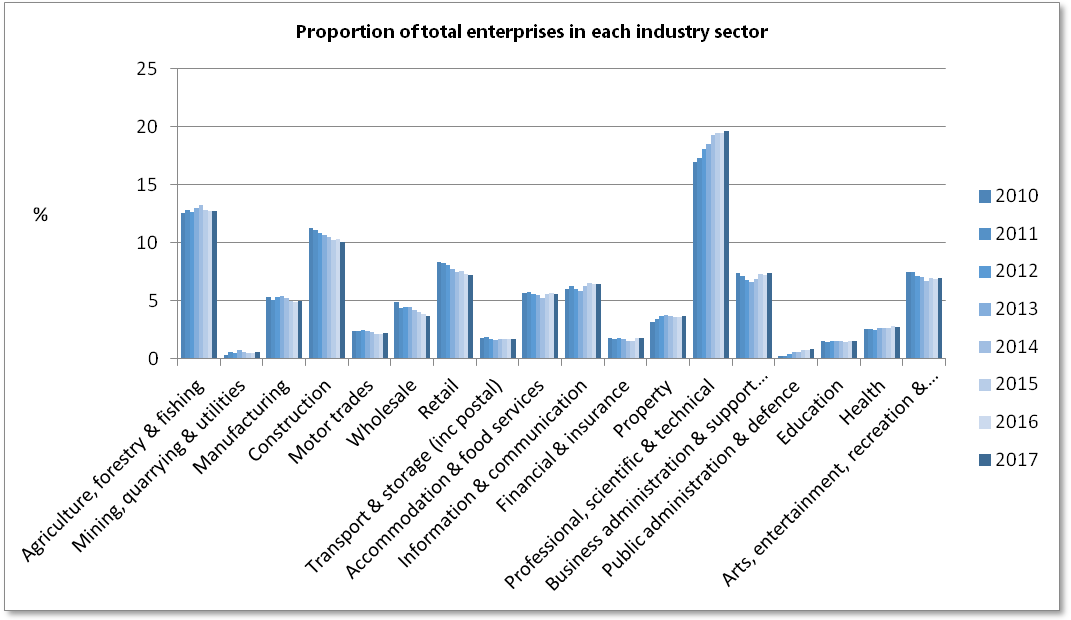 Proportion of total enterprises in each industry sector
25
20
15
10
5
0
%
Agriculture, forestry & fishing
Mining, quarrying & utilities
Manufacturing
Construction
Motor trades
Wholesale
Retail
Transport & storage (inc postal)
Accommodation & food services
Information & communication
Financial & insurance
Property
Professional, scientific & technical
Business administration & support...
Public administration & defence
Education
Health
Arts, entertainment, recreation &...
2010
2011
2012
2013
2014
2015
2016
2017